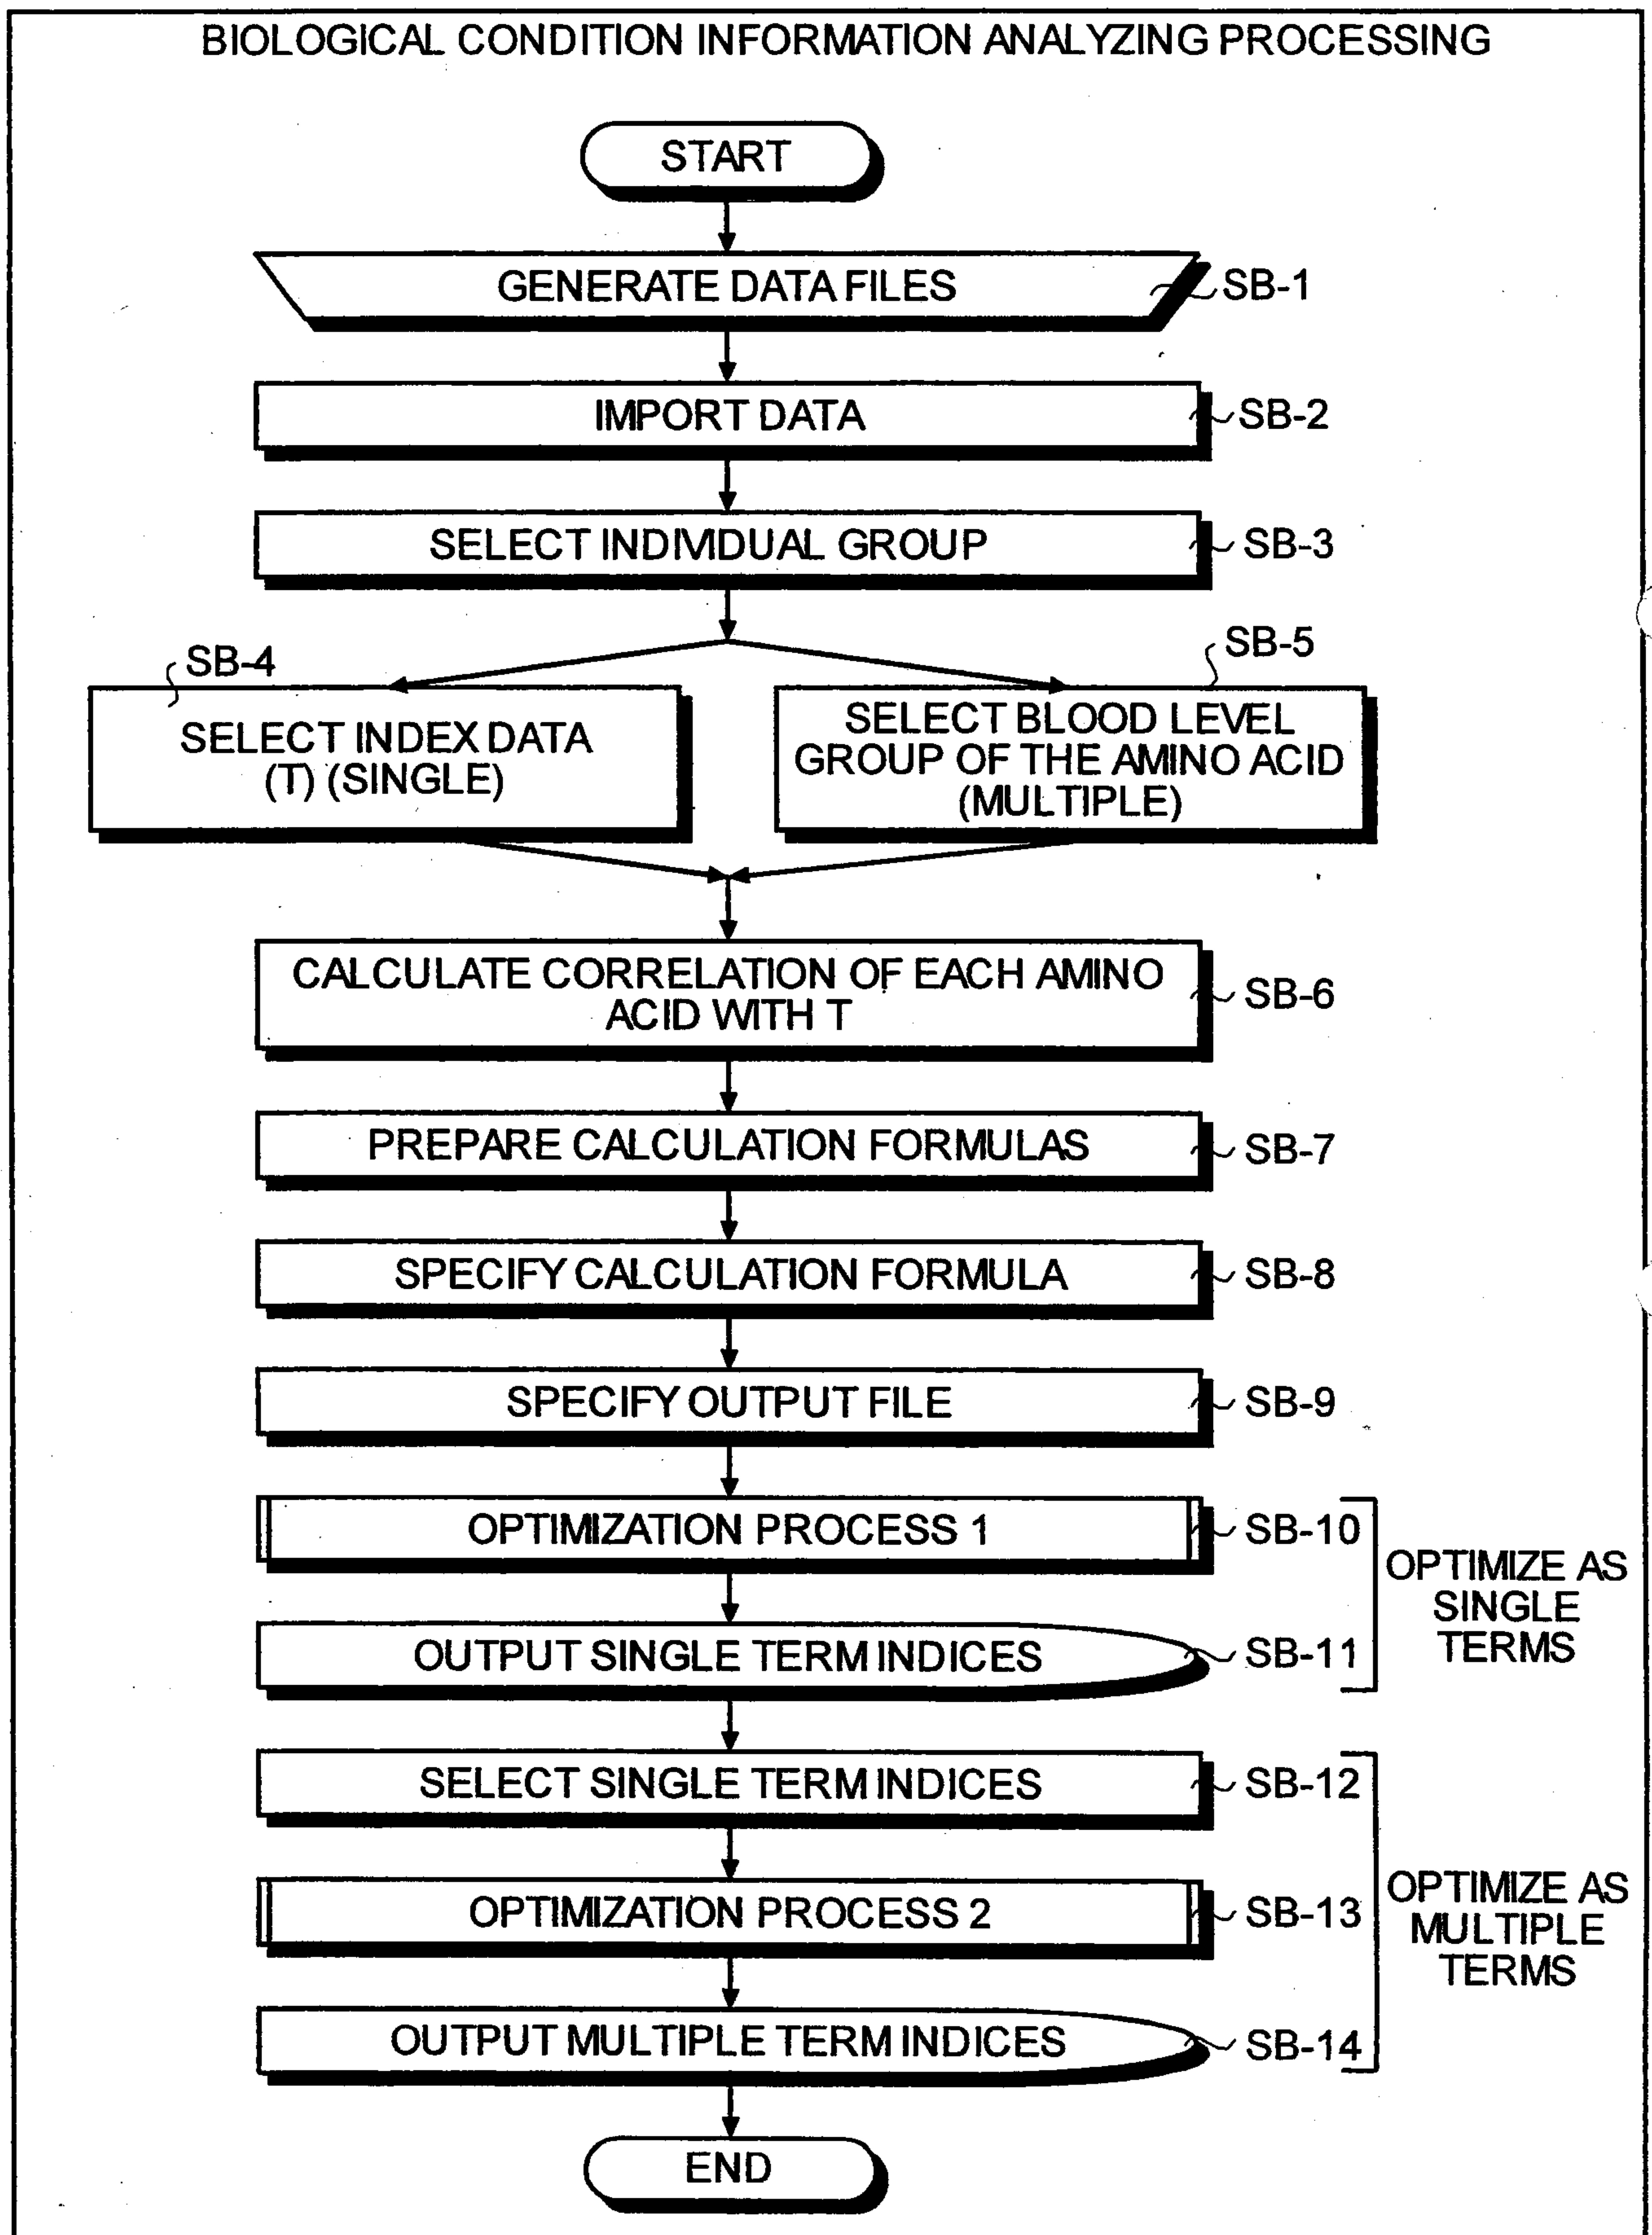 BIOLOGICAL CONDITION INFORMATION ANALYZING PROCESSING
START
GENERATE DATA FILES
SB-1
IMPORT DATA
SB-2
SELECT INDIVIDUAL GROUP
SB-3
SB-4
SELECT INDEX DATA
(T) (SINGLE)
SB-5
SELECT BLOOD LEVEL
GROUP OF THE AMINO ACID
(MULTIPLE)
CALCULATE CORRELATION OF EACH AMINO
ACID WITH T
SB-6
PREPARE CALCULATION FORMULAS
SB-7
SPECIFY CALCULATION FORMULA
SB-8
SPECIFY OUTPUT FILE
SB-9
OPTIMIZATION PROCESS 1
SB-10
OUTPUT SINGLE TERM INDICES
SB-11
OPTIMIZE AS
SINGLE
TERMS
SELECT SINGLE TERM INDICES
SB-12
OPTIMIZATION PROCESS 2
SB-13
OUTPUT MULTIPLE TERM INDICES
SB-14
OPTIMIZE AS
MULTIPLE
TERMS
END